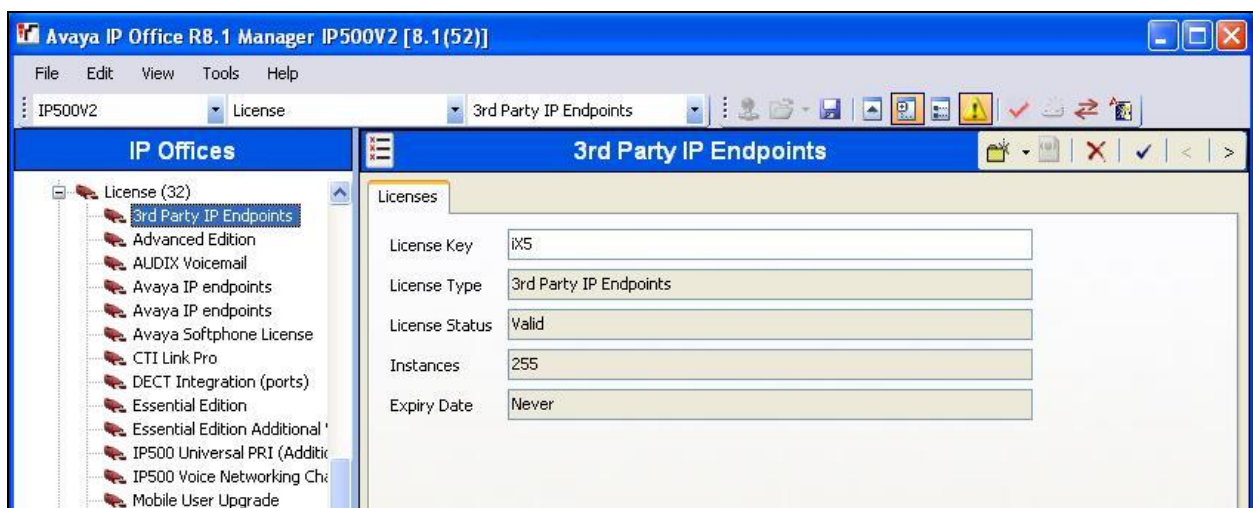 Avaya IP Office R8.1 Manager IP500V2 [8.1(52)]
File Edit View Tools Help
IP500V2 License 3rd Party IP Endpoints
IP Offices
3rd Party IP Endpoints
License (32)
3rd Party IP Endpoints
Advanced Edition
AUDIX Voicemail
Avaya IP endpoints
Avaya IP endpoints
Avaya Softphone License
CTI Link Pro
DECT Integration (ports)
Essential Edition
Essential Edition Additional
IP500 Universal PRI (Additic
IP500 Voice Networking Cha
Mobile User Upgrade
Licenses
License Key iX5
License Type 3rd Party IP Endpoints
License Status Valid
Instances 255
Expiry Date Never